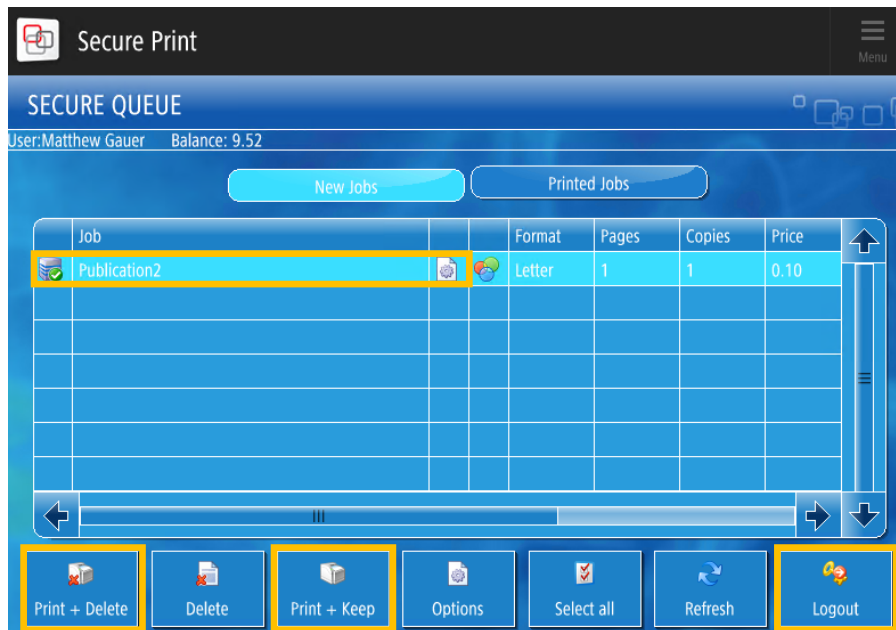 Secure Print
Menu
SECURE QUEUE
User:Matthew Gauer Balance: 9.52
New Jobs Printed Jobs
Job Format Pages Copies Price
Publication2 Letter 1 1 0.10
Print + Delete Delete Print + Keep Options Select all Refresh Logout